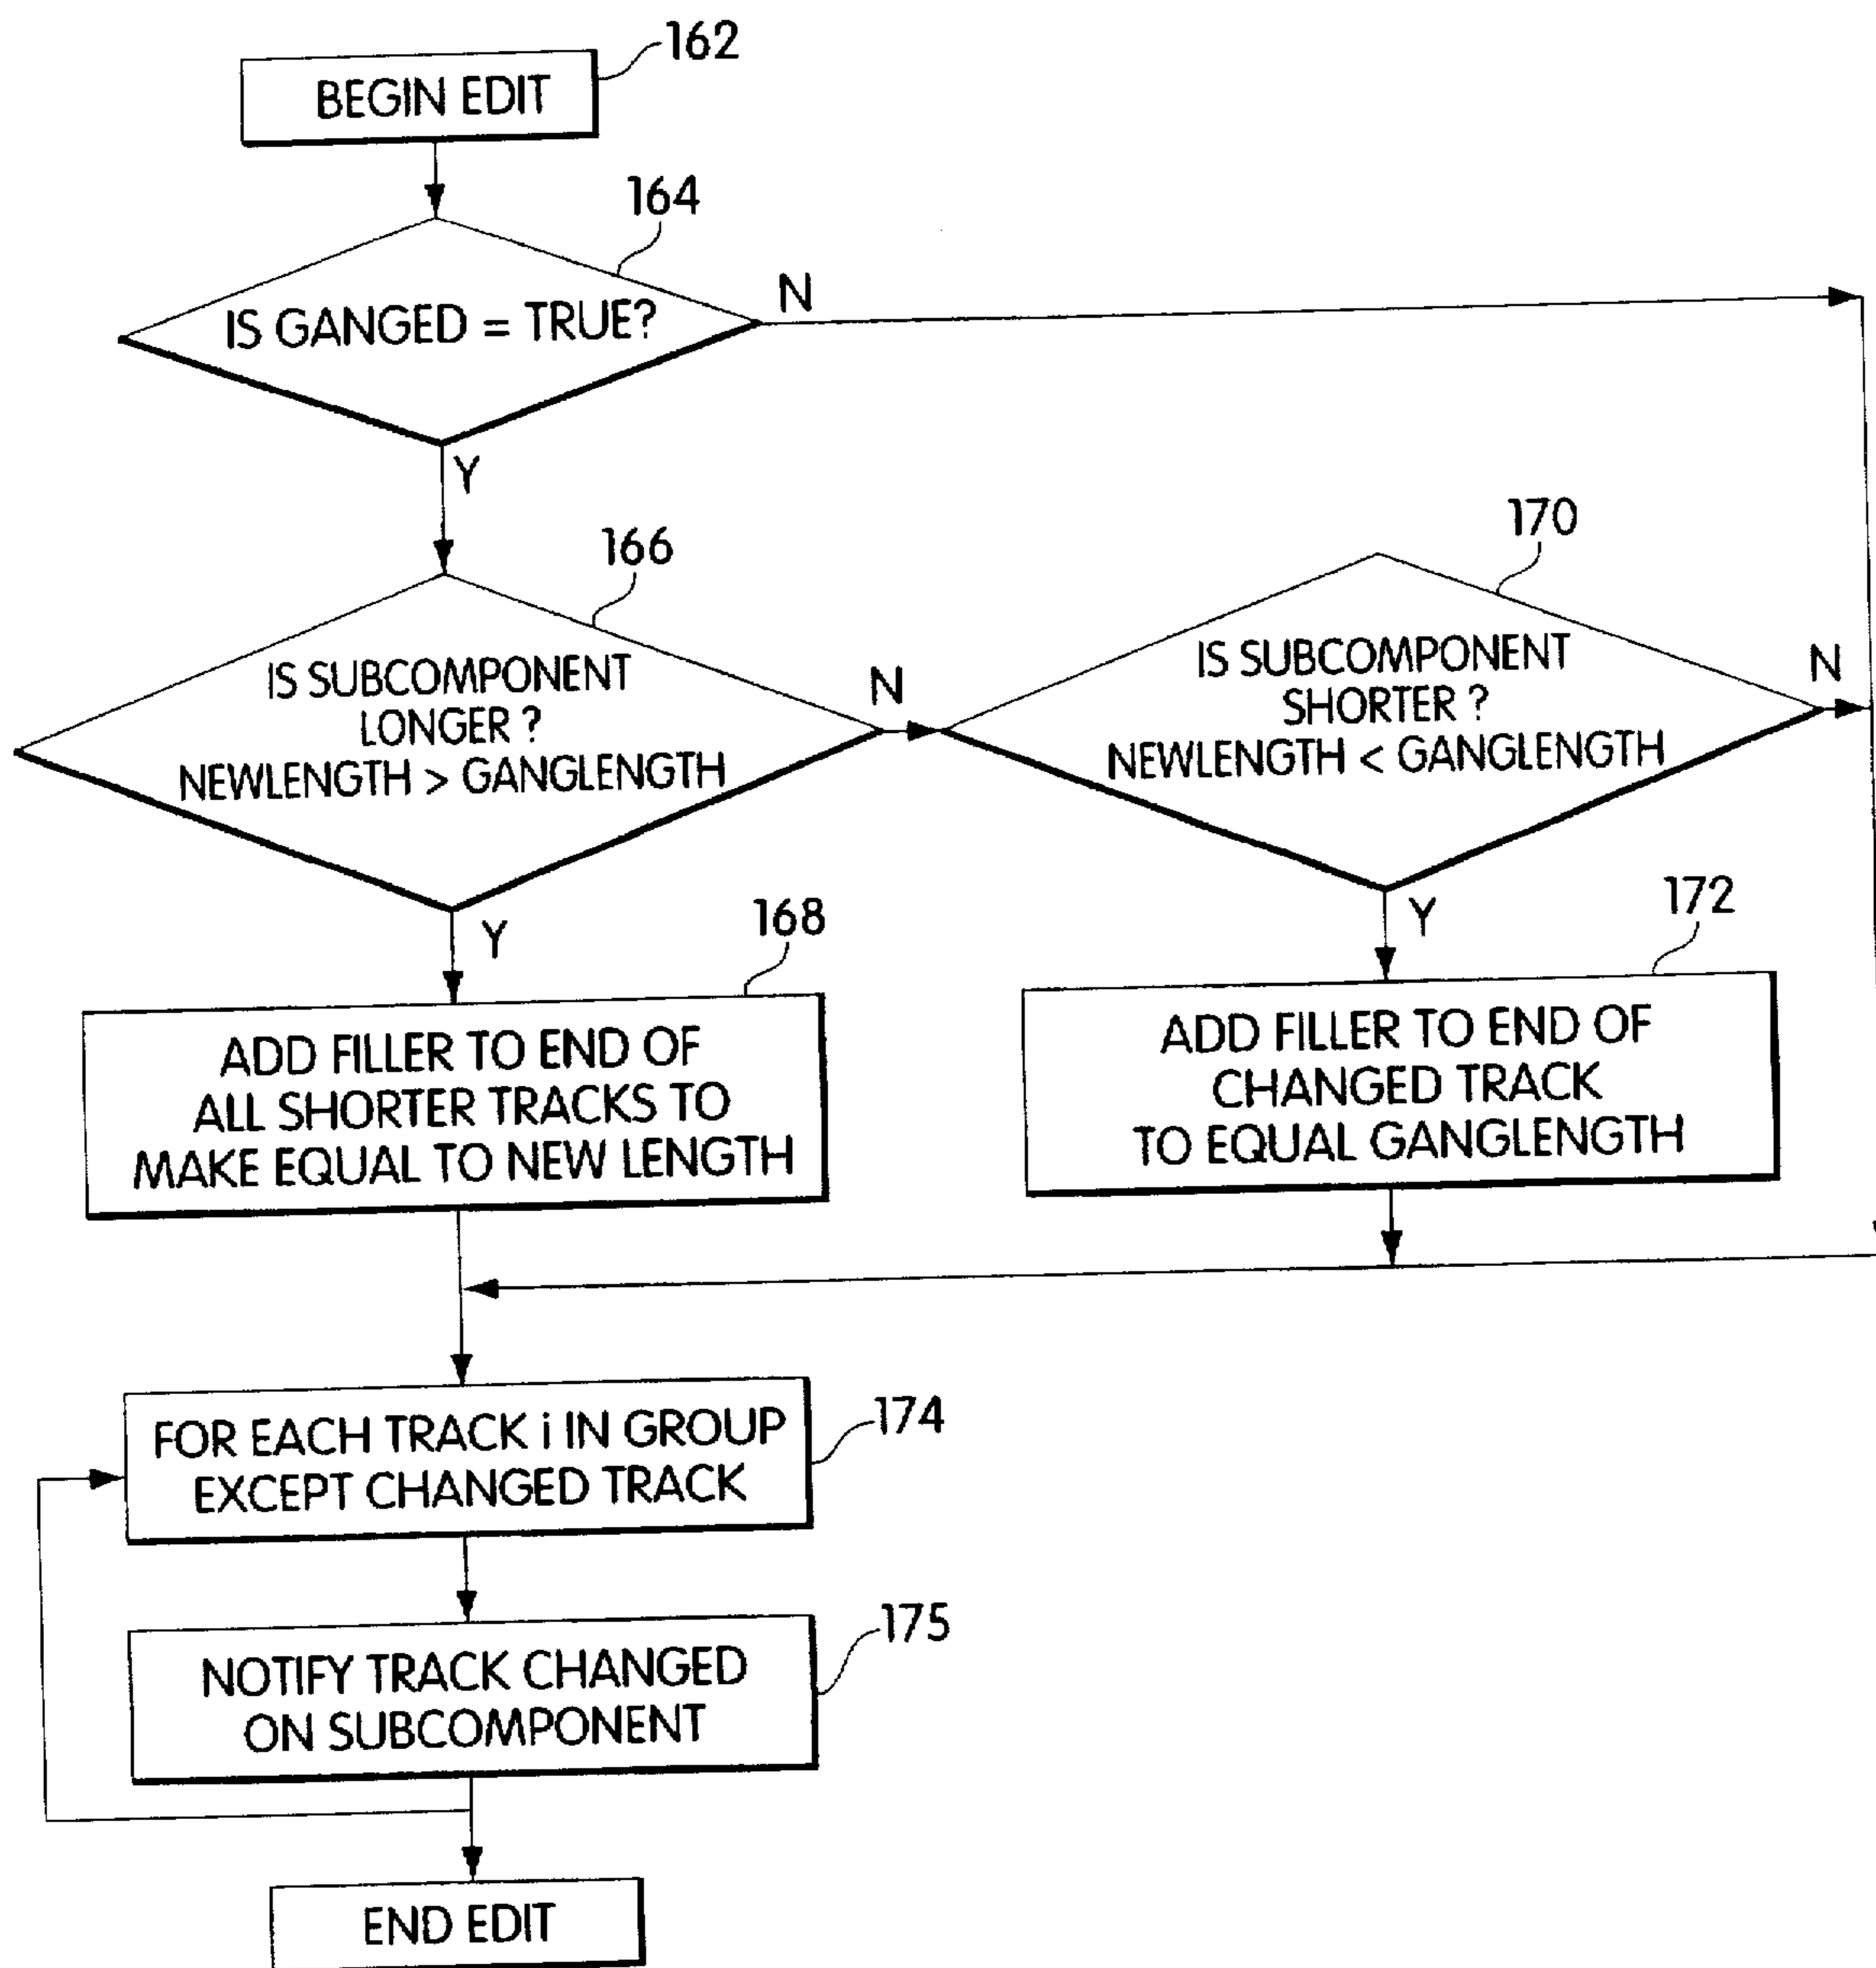 162
BEGIN EDIT
164
IS GANGED = TRUE?
N
Y
166
IS SUBCOMPONENT
LONGER ?
NEWLENGTH > GANGLENGTH
N
Y
170
IS SUBCOMPONENT
SHORTER ?
NEWLENGTH < GANGLENGTH
N
Y
168
ADD FILLER TO END OF
ALL SHORTER TRACKS TO
MAKE EQUAL TO NEW LENGTH
172
ADD FILLER TO END OF
CHANGED TRACK
TO EQUAL GANGLENGTH
174
FOR EACH TRACK i IN GROUP
EXCEPT CHANGED TRACK
175
NOTIFY TRACK CHANGED
ON SUBCOMPONENT
END EDIT